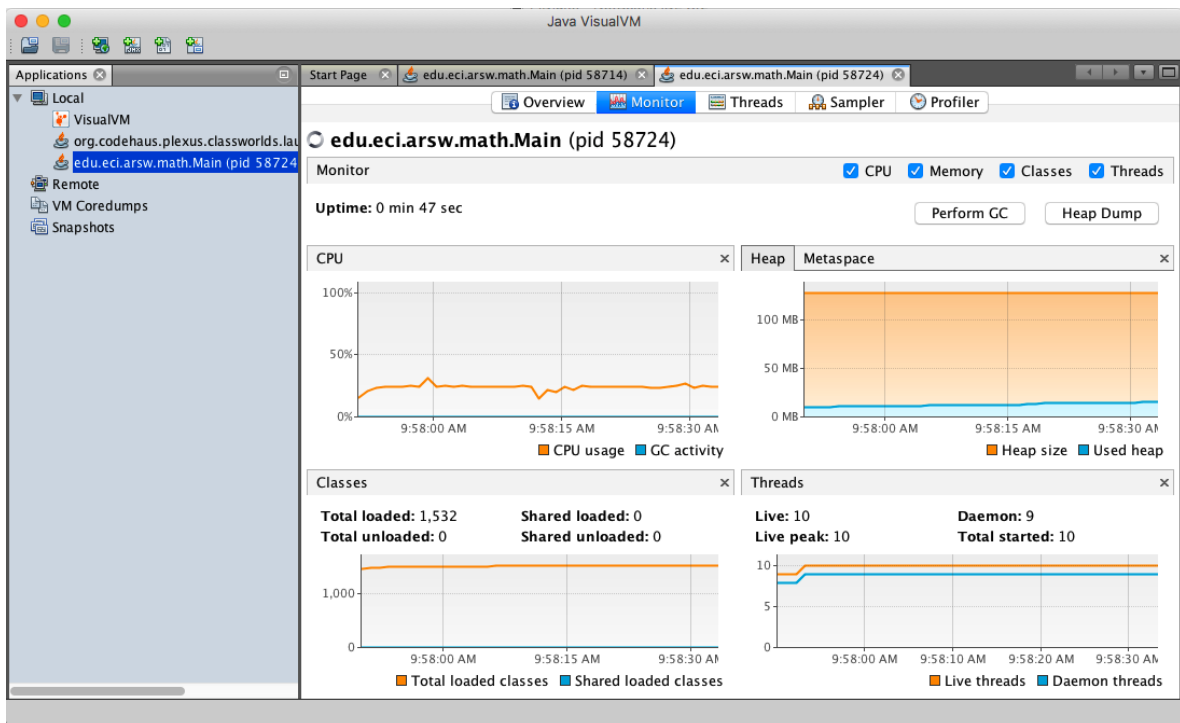 Java VisualVM
Applications
Start Page edu.eci.arsw.math.Main (pid 58714) edu.eci.arsw.math.Main (pid 58724)
Local
VisualVM
org.codehaus.plexus.classworlds.lau
edu.eci.arsw.math.Main (pid 58724
Remote
VM Coredumps
Snapshots
Overview Monitor Threads Sampler Profiler
edu.eci.arsw.math.Main (pid 58724)
Monitor CPU Memory Classes Threads
Uptime: 0 min 47 sec Perform GC Heap Dump
CPU
100%
50%
0%
9:58:00 AM 9:58:15 AM 9:58:30 AM
CPU usage GC activity
Heap Metaspace
100 MB
50 MB
0 MB
9:58:00 AM 9:58:15 AM 9:58:30 AM
Heap size Used heap
Classes
Total loaded: 1,532 Shared loaded: 0
Total unloaded: 0 Shared unloaded: 0
1,000
0
9:58:00 AM 9:58:15 AM 9:58:30 AM
Total loaded classes Shared loaded classes
Threads
Live: 10 Daemon: 9
Live peak: 10 Total started: 10
10
5
0
9:58:00 AM 9:58:10 AM 9:58:20 AM 9:58:30 AM
Live threads Daemon threads